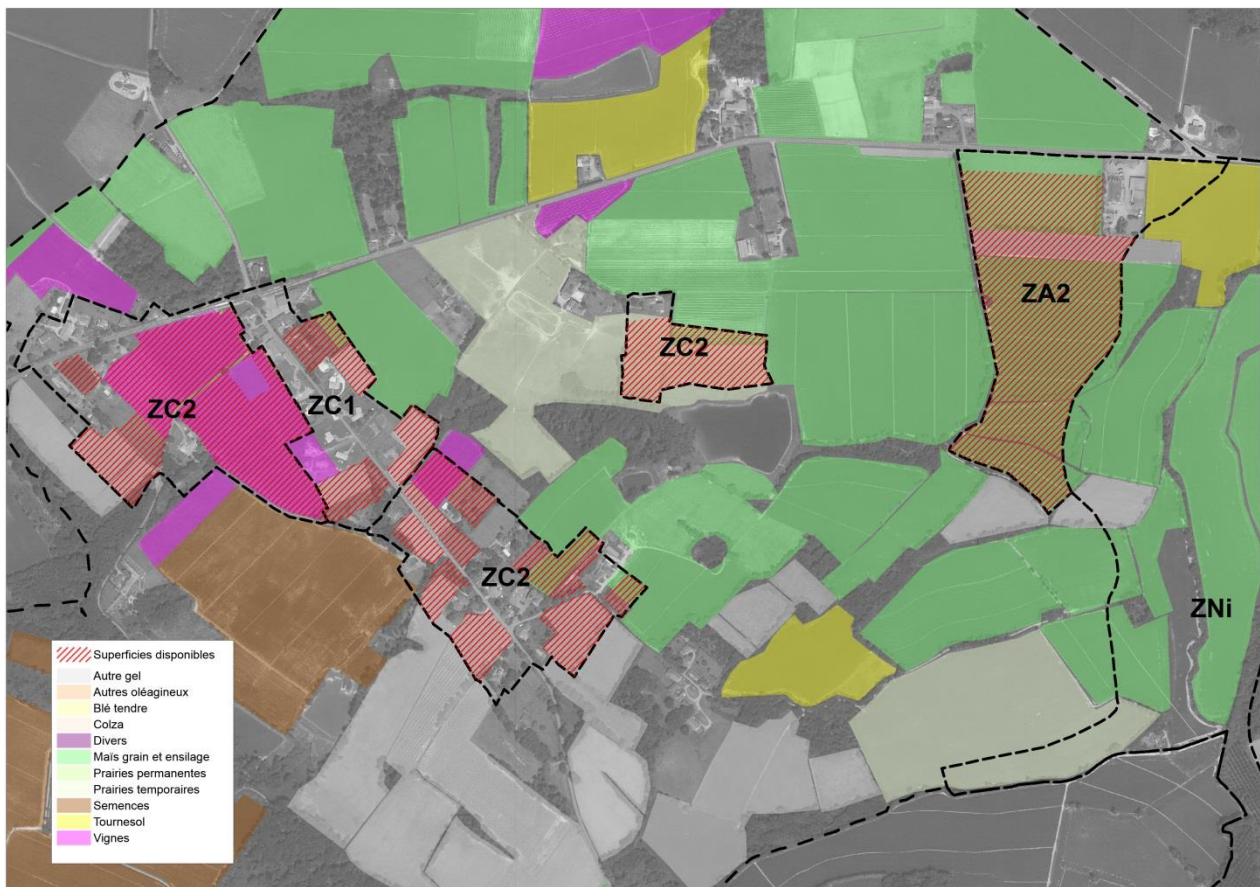 ZA2
ZC2
ZC2
ZC1
ZC2
ZNi
Superficies disponibles
Autre gel
Autres oléagineux
Blé tendre
Colza
Divers
Maïs grain et ensilage
Prairies permanentes
Prairies temporaires
Semences
Tournesol
Vignes